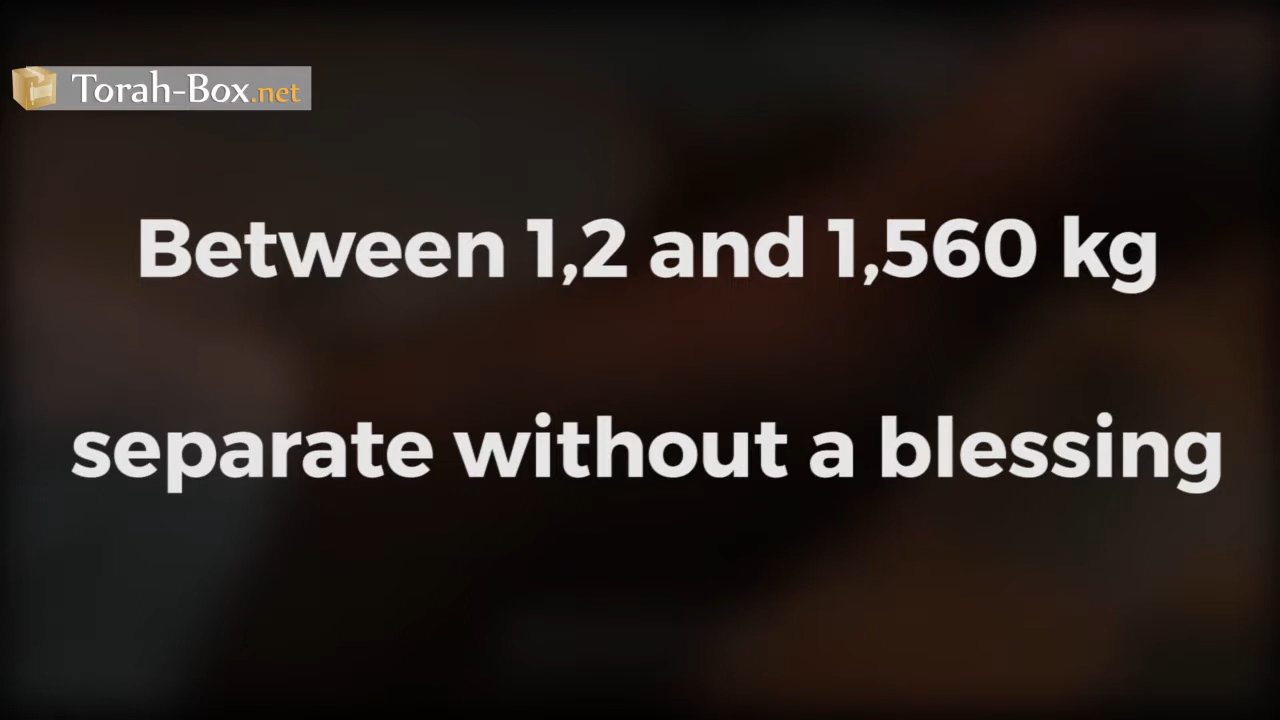 Torah-Box.net
Between 1,2 and 1,560 kg
separate without a blessing